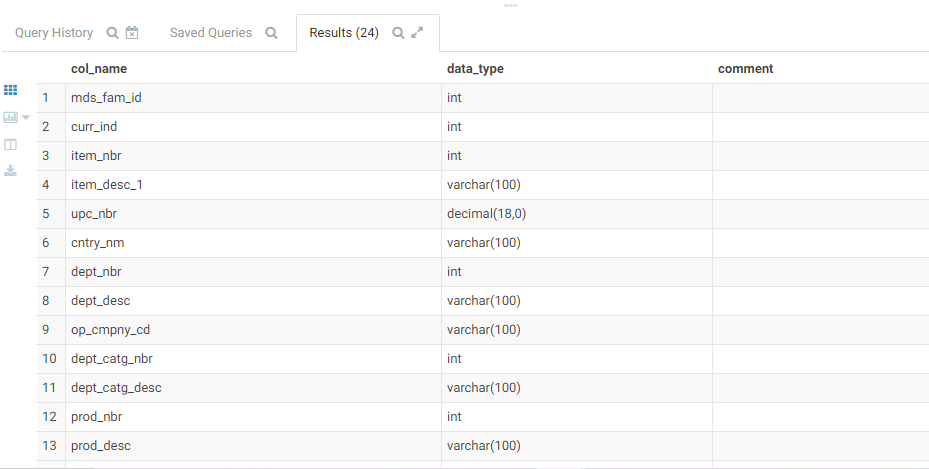 Query History Saved Queries Results (24)
col_name data_type comment
1 mds_fam_id int
2 curr_ind int
3 item_nbr int
4 item_desc_1 varchar(100)
5 upc_nbr decimal(18,0)
6 cntry_nm varchar(100)
7 dept_nbr int
8 dept_desc varchar(100)
9 op_cmpny_cd varchar(100)
10 dept_catg_nbr int
11 dept_catg_desc varchar(100)
12 prod_nbr int
13 prod_desc varchar(100)